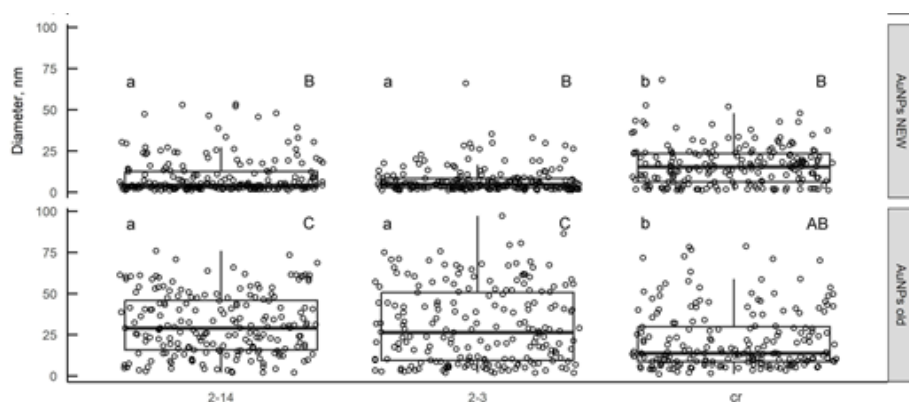 100
a B a B b B
75
50
25
0
Diameter, nm
AuNPs NEW
100
a C a C b AB
75
50
25
0
AuNPs old
2-14 2-3 cr